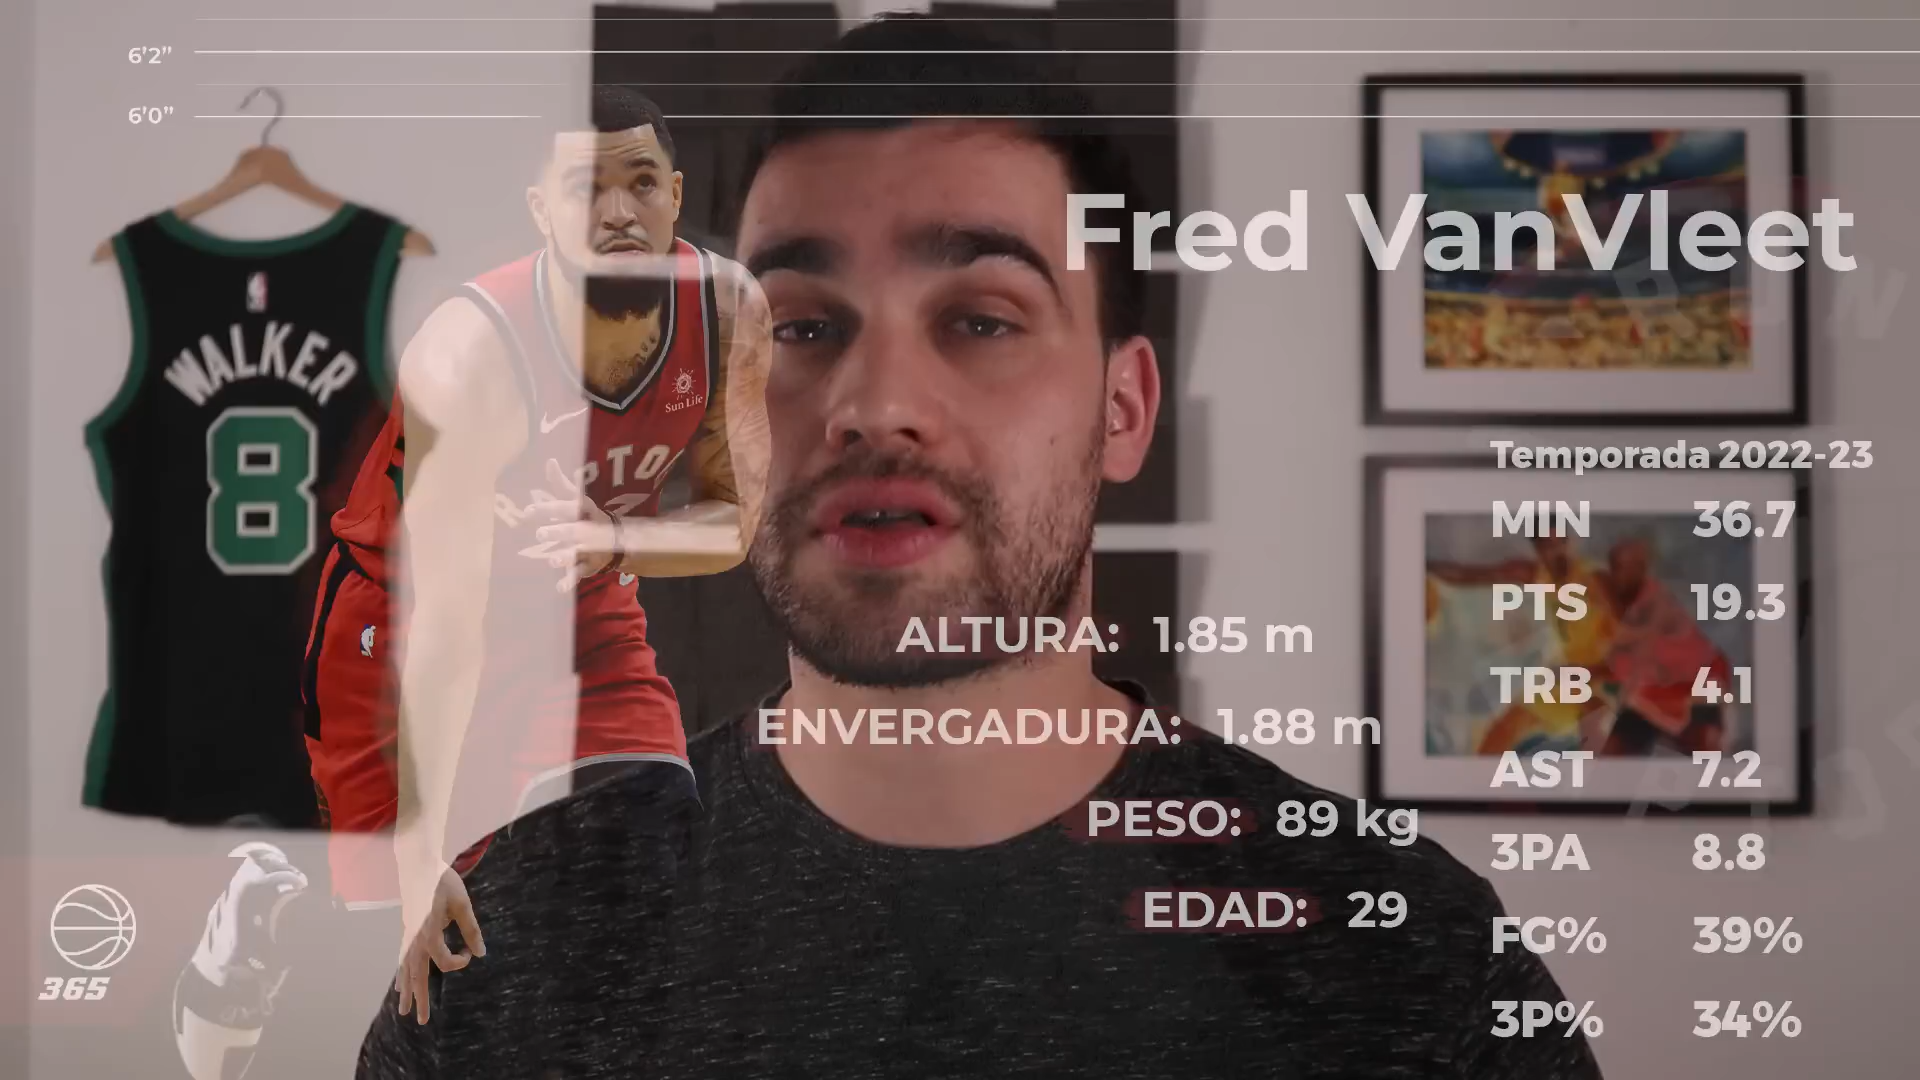 6'2"
6'0"
Fred VanVleet
WALKER
8
Sun Life
Temporada 2022-23
MIN 36.7
PTS 19.3
TRB 4.1
AST 7.2
3PA 8.8
FG% 39%
3P% 34%
ALTURA: 1.85 m
ENVERGADURA: 1.88 m
PESO: 89 kg
EDAD: 29
365